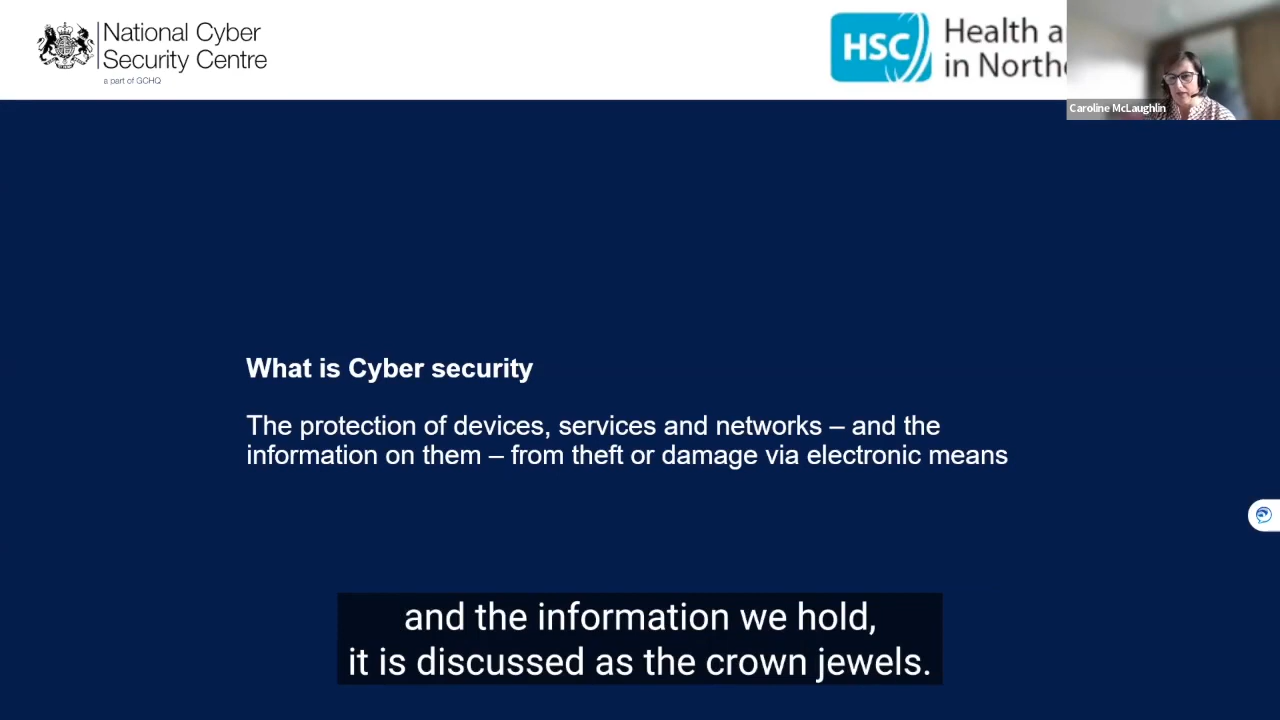 National Cyber
Security Centre
a part of GCHQ
HSC
Health a
in Northe
Caroline McLaughlin
What is Cyber security
The protection of devices, services and networks – and the
information on them – from theft or damage via electronic means
and the information we hold,
it is discussed as the crown jewels.